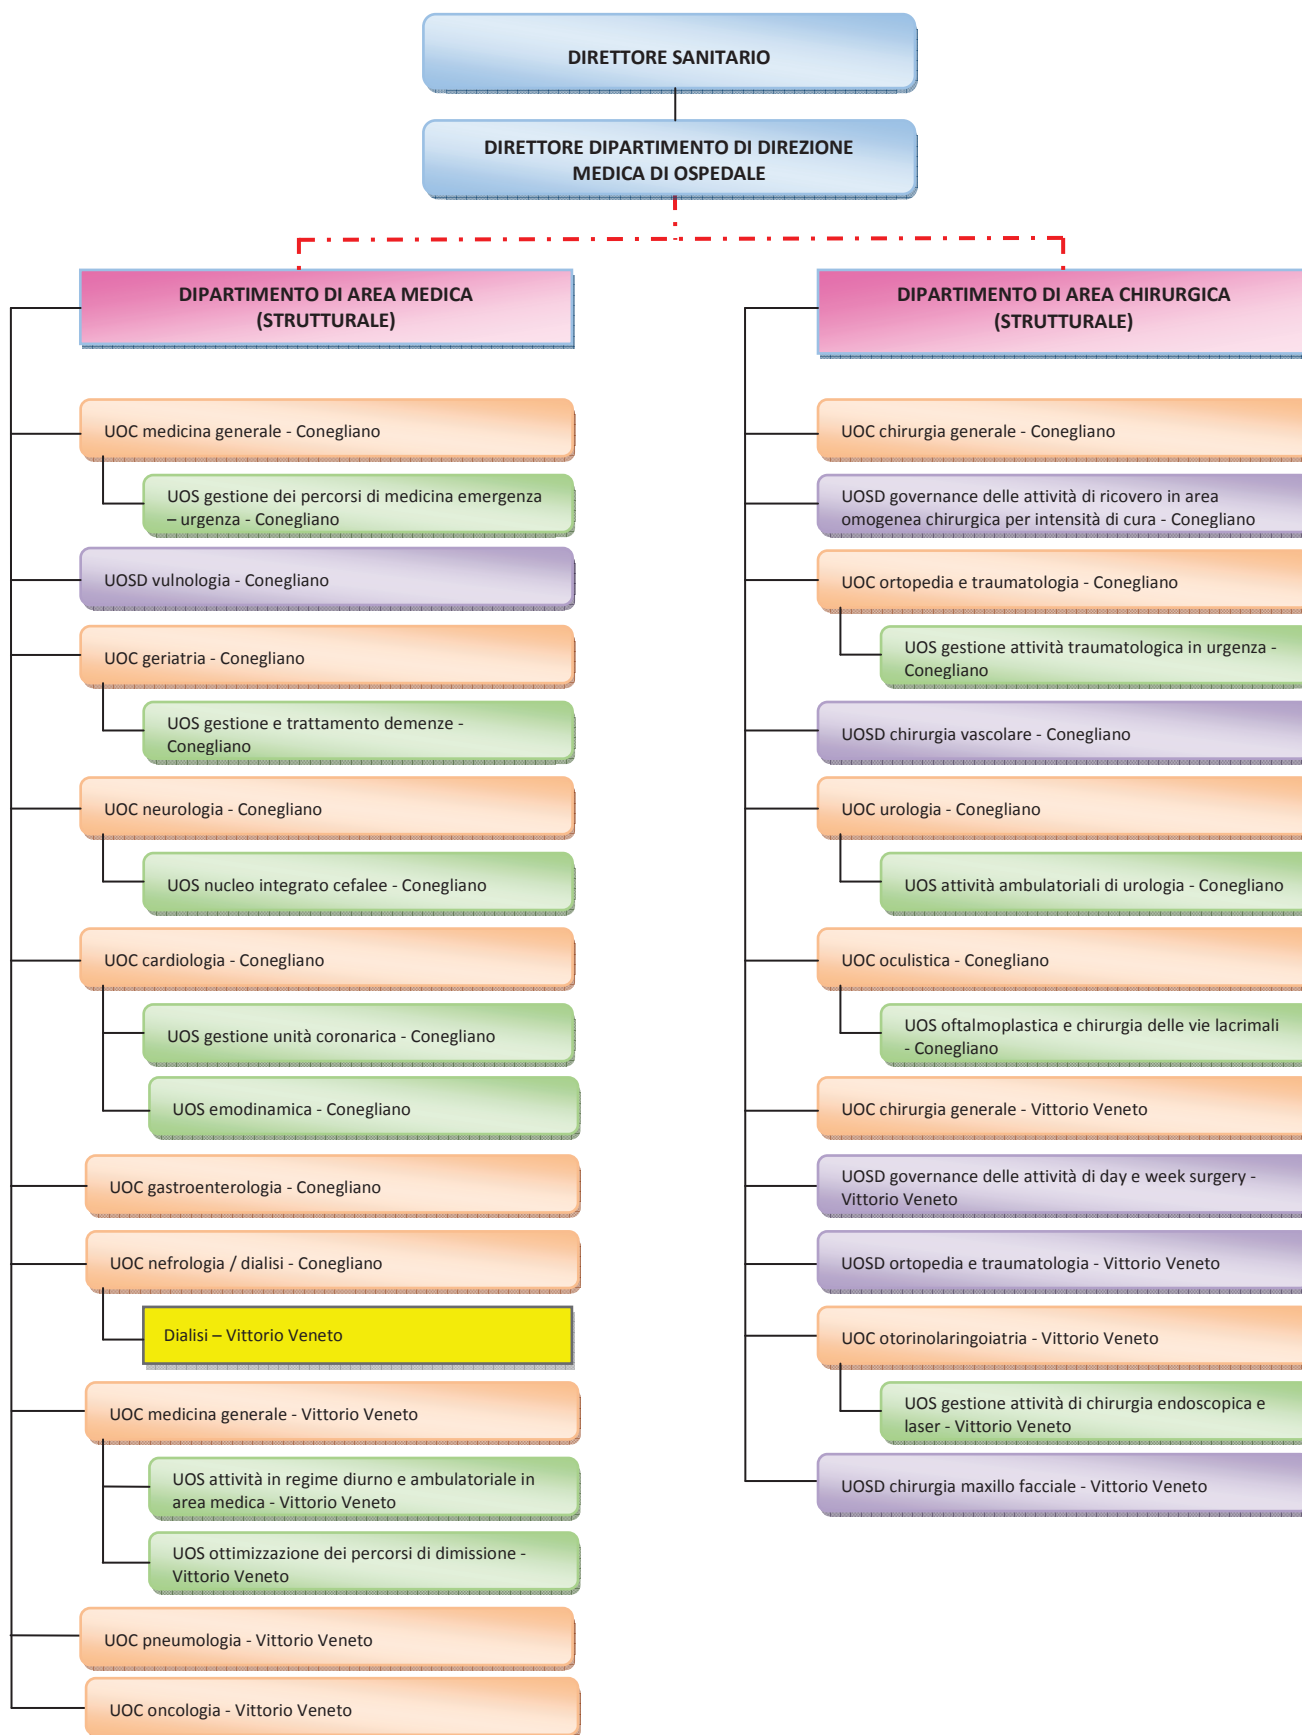 DIRETTORE SANITARIO
DIRETTORE DIPARTIMENTO DI DIREZIONE
MEDICA DI OSPEDALE
DIPARTIMENTO DI AREA MEDICA
(STRUTTURALE)
UOC medicina generale - Conegliano
UOS gestione dei percorsi di medicina emergenza
– urgenza - Conegliano
UOSD vulnologia - Conegliano
UOC geriatria - Conegliano
UOS gestione e trattamento demenze -
Conegliano
UOC neurologia - Conegliano
UOS nucleo integrato cefalee - Conegliano
UOC cardiologia - Conegliano
UOS gestione unità coronarica - Conegliano
UOS emodinamica - Conegliano
UOC gastroenterologia - Conegliano
UOC nefrologia / dialisi - Conegliano
Dialisi – Vittorio Veneto
UOC medicina generale - Vittorio Veneto
UOS attività in regime diurno e ambulatoriale in
area medica - Vittorio Veneto
UOS ottimizzazione dei percorsi di dimissione -
Vittorio Veneto
UOC pneumologia - Vittorio Veneto
UOC oncologia - Vittorio Veneto
DIPARTIMENTO DI AREA CHIRURGICA
(STRUTTURALE)
UOC chirurgia generale - Conegliano
UOSD governance delle attività di ricovero in area
omogenea chirurgica per intensità di cura - Conegliano
UOC ortopedia e traumatologia - Conegliano
UOS gestione attività traumatologica in urgenza -
Conegliano
UOSD chirurgia vascolare - Conegliano
UOC urologia - Conegliano
UOS attività ambulatoriali di urologia - Conegliano
UOC oculistica - Conegliano
UOS oftalmoplastica e chirurgia delle vie lacrimali
- Conegliano
UOC chirurgia generale - Vittorio Veneto
UOSD governance delle attività di day e week surgery -
Vittorio Veneto
UOSD ortopedia e traumatologia - Vittorio Veneto
UOC otorinolaringoiatria - Vittorio Veneto
UOS gestione attività di chirurgia endoscopica e
laser - Vittorio Veneto
UOSD chirurgia maxillo facciale - Vittorio Veneto